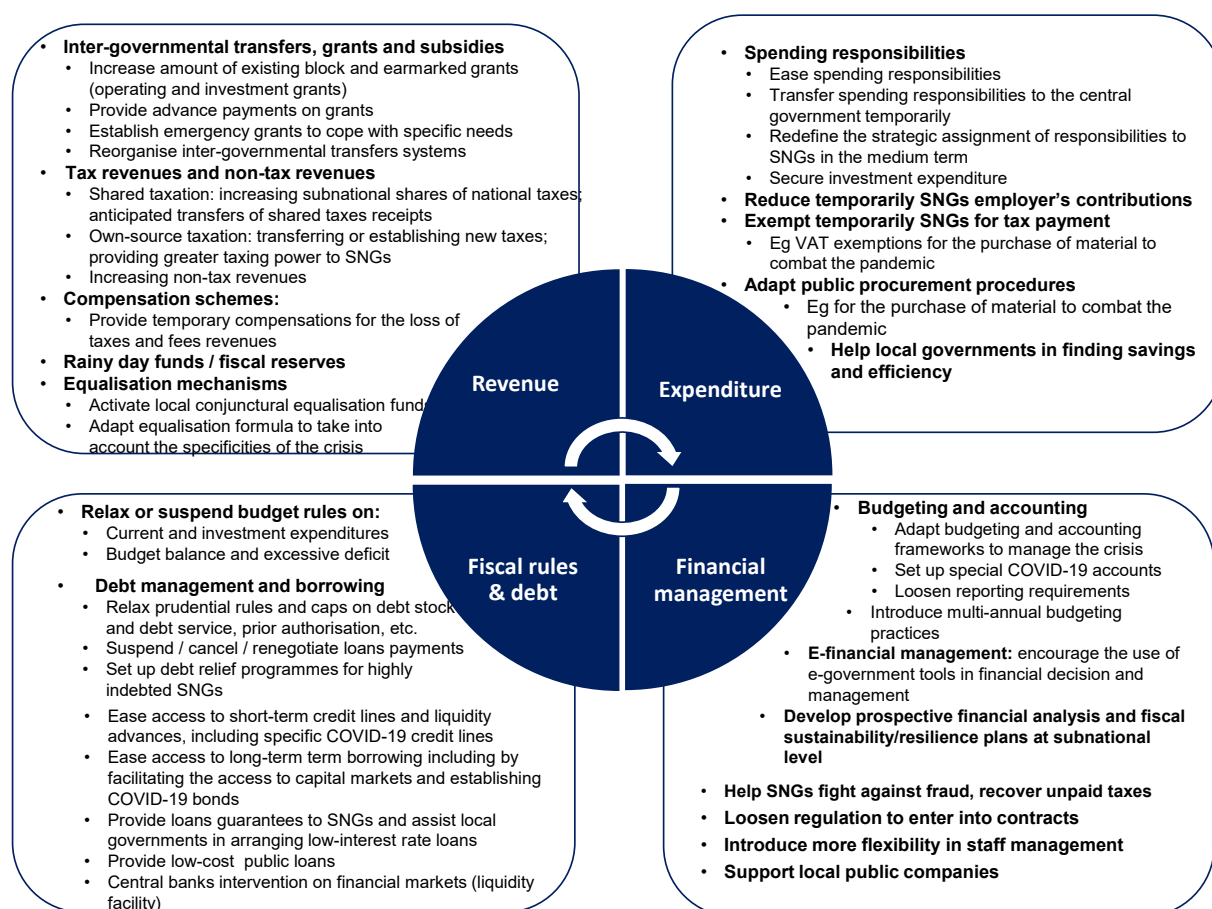 • Inter-governmental transfers, grants and subsidies
• Increase amount of existing block and earmarked grants
(operating and investment grants)
• Provide advance payments on grants
• Establish emergency grants to cope with specific needs
• Reorganise inter-governmental transfers systems
• Tax revenues and non-tax revenues
• Shared taxation: increasing subnational shares of national taxes;
anticipated transfers of shared taxes receipts
• Own-source taxation: transferring or establishing new taxes;
providing greater taxing power to SNGs
• Increasing non-tax revenues
• Compensation schemes:
• Provide temporary compensations for the loss of
taxes and fees revenues
• Rainy day funds / fiscal reserves
• Equalisation mechanisms
• Activate local conjunctural equalisation funds
• Adapt equalisation formula to take into
account the specificities of the crisis
• Spending responsibilities
• Ease spending responsibilities
• Transfer spending responsibilities to the central
government temporarily
• Redefine the strategic assignment of responsibilities to
SNGs in the medium term
• Secure investment expenditure
• Reduce temporarily SNGs employer's contributions
• Exempt temporarily SNGs for tax payment
• Eg VAT exemptions for the purchase of material to
combat the pandemic
• Adapt public procurement procedures
• Eg for the purchase of material to combat the
pandemic
• Help local governments in finding savings
and efficiency
Revenue
Expenditure
Fiscal rules
& debt
Financial
management
• Relax or suspend budget rules on:
• Current and investment expenditures
• Budget balance and excessive deficit
• Debt management and borrowing
• Relax prudential rules and caps on debt stock
and debt service, prior authorisation, etc.
• Suspend / cancel / renegotiate loans payments
• Set up debt relief programmes for highly
indebted SNGs
• Ease access to short-term credit lines and liquidity
advances, including specific COVID-19 credit lines
• Ease access to long-term term borrowing including by
facilitating the access to capital markets and establishing
COVID-19 bonds
• Provide loans guarantees to SNGs and assist local
governments in arranging low-interest rate loans
• Provide low-cost public loans
• Central banks intervention on financial markets (liquidity
facility)
• Budgeting and accounting
• Adapt budgeting and accounting
frameworks to manage the crisis
• Set up special COVID-19 accounts
• Loosen reporting requirements
• Introduce multi-annual budgeting
practices
• E-financial management: encourage the use of
e-government tools in financial decision and
management
• Develop prospective financial analysis and fiscal
sustainability/resilience plans at subnational
level
• Help SNGs fight against fraud, recover unpaid taxes
• Loosen regulation to enter into contracts
• Introduce more flexibility in staff management
• Support local public companies